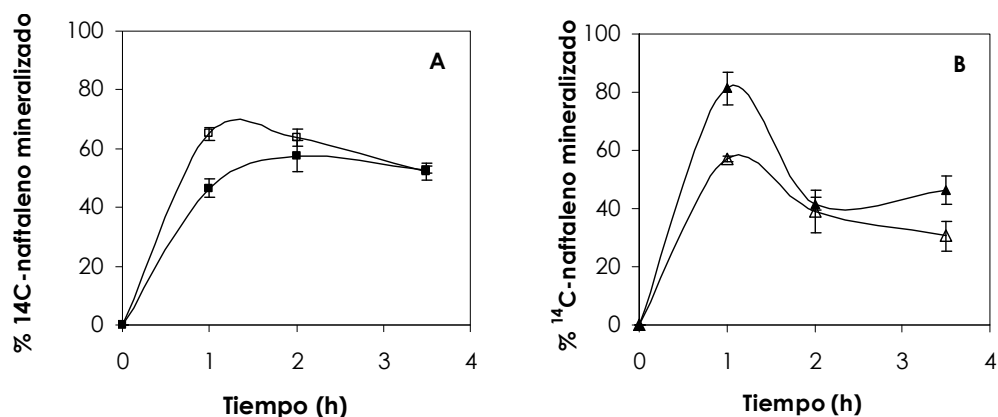 % 14C-naftaleno mineralizado
100
80
60
40
20
0
A
0 1 2 3 4
Tiempo (h)
% ¹⁴C-naftaleno mineralizado
100
80
60
40
20
0
B
0 1 2 3 4
Tiempo (h)